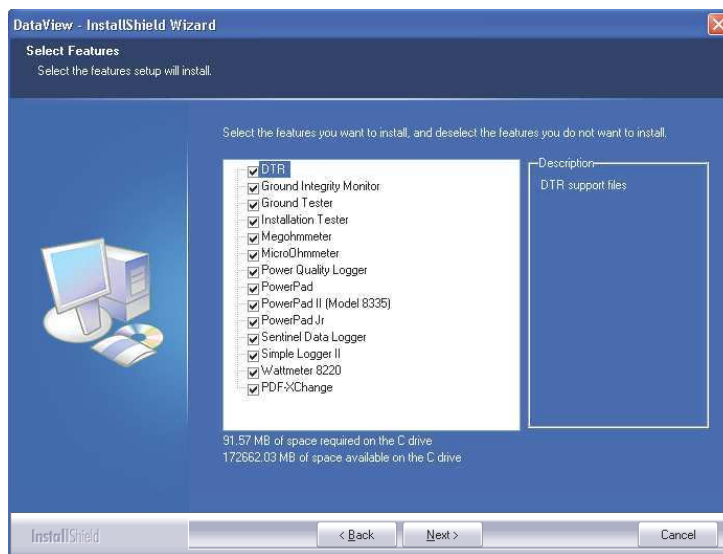 DataView - InstallShield Wizard
Select Features
Select the features setup will install.
Select the features you want to install, and deselect the features you do not want to install.
DTR
Ground Integrity Monitor
Ground Tester
Installation Tester
Megohmmeter
MicroOhmmeter
Power Quality Logger
PowerPad
PowerPad II (Model 8335)
PowerPad Jr
Sentinel Data Logger
Simple Logger II
Wattmeter 8220
PDF-XChange
Description
DTR support files
91.57 MB of space required on the C drive
172662.03 MB of space available on the C drive
InstallShield
< Back
Next >
Cancel